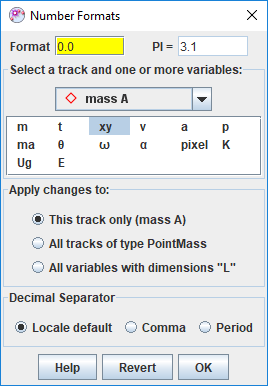 Number Formats
Format 0.0 PI = 3.1
Select a track and one or more variables:
mass A
m t xy v a p
ma θ ω α pixel K
Ug E
Apply changes to:
This track only (mass A)
All tracks of type PointMass
All variables with dimensions "L"
Decimal Separator
Locale default Comma Period
Help Revert OK